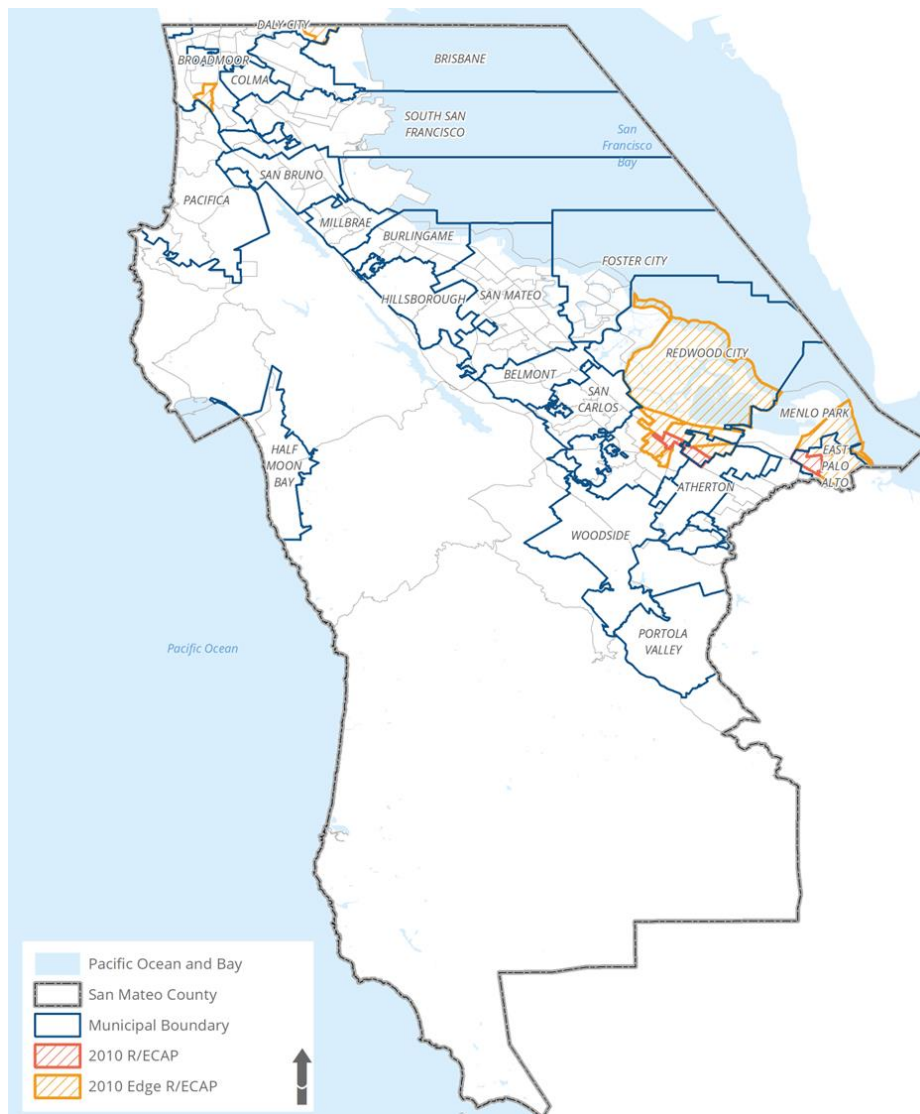 DALY CITY
BROADMOOR
BRISBANE
COLMA
SOUTH SAN
FRANCISCO
San
Francisco
Bay
SAN BRUNO
PACIFICA
MILLBRAE
BURLINGAME
FOSTER CITY
HILLSBOROUGH
SAN MATEO
REDWOOD CITY
BELMONT
SAN
CARLOS
MENLO PARK
HALF
MOON
BAY
EAST
PALO
ALTO
ATHERTON
WOODSIDE
PORTOLA
VALLEY
Pacific Ocean
Pacific Ocean and Bay
San Mateo County
Municipal Boundary
2010 R/ECAP
2010 Edge R/ECAP